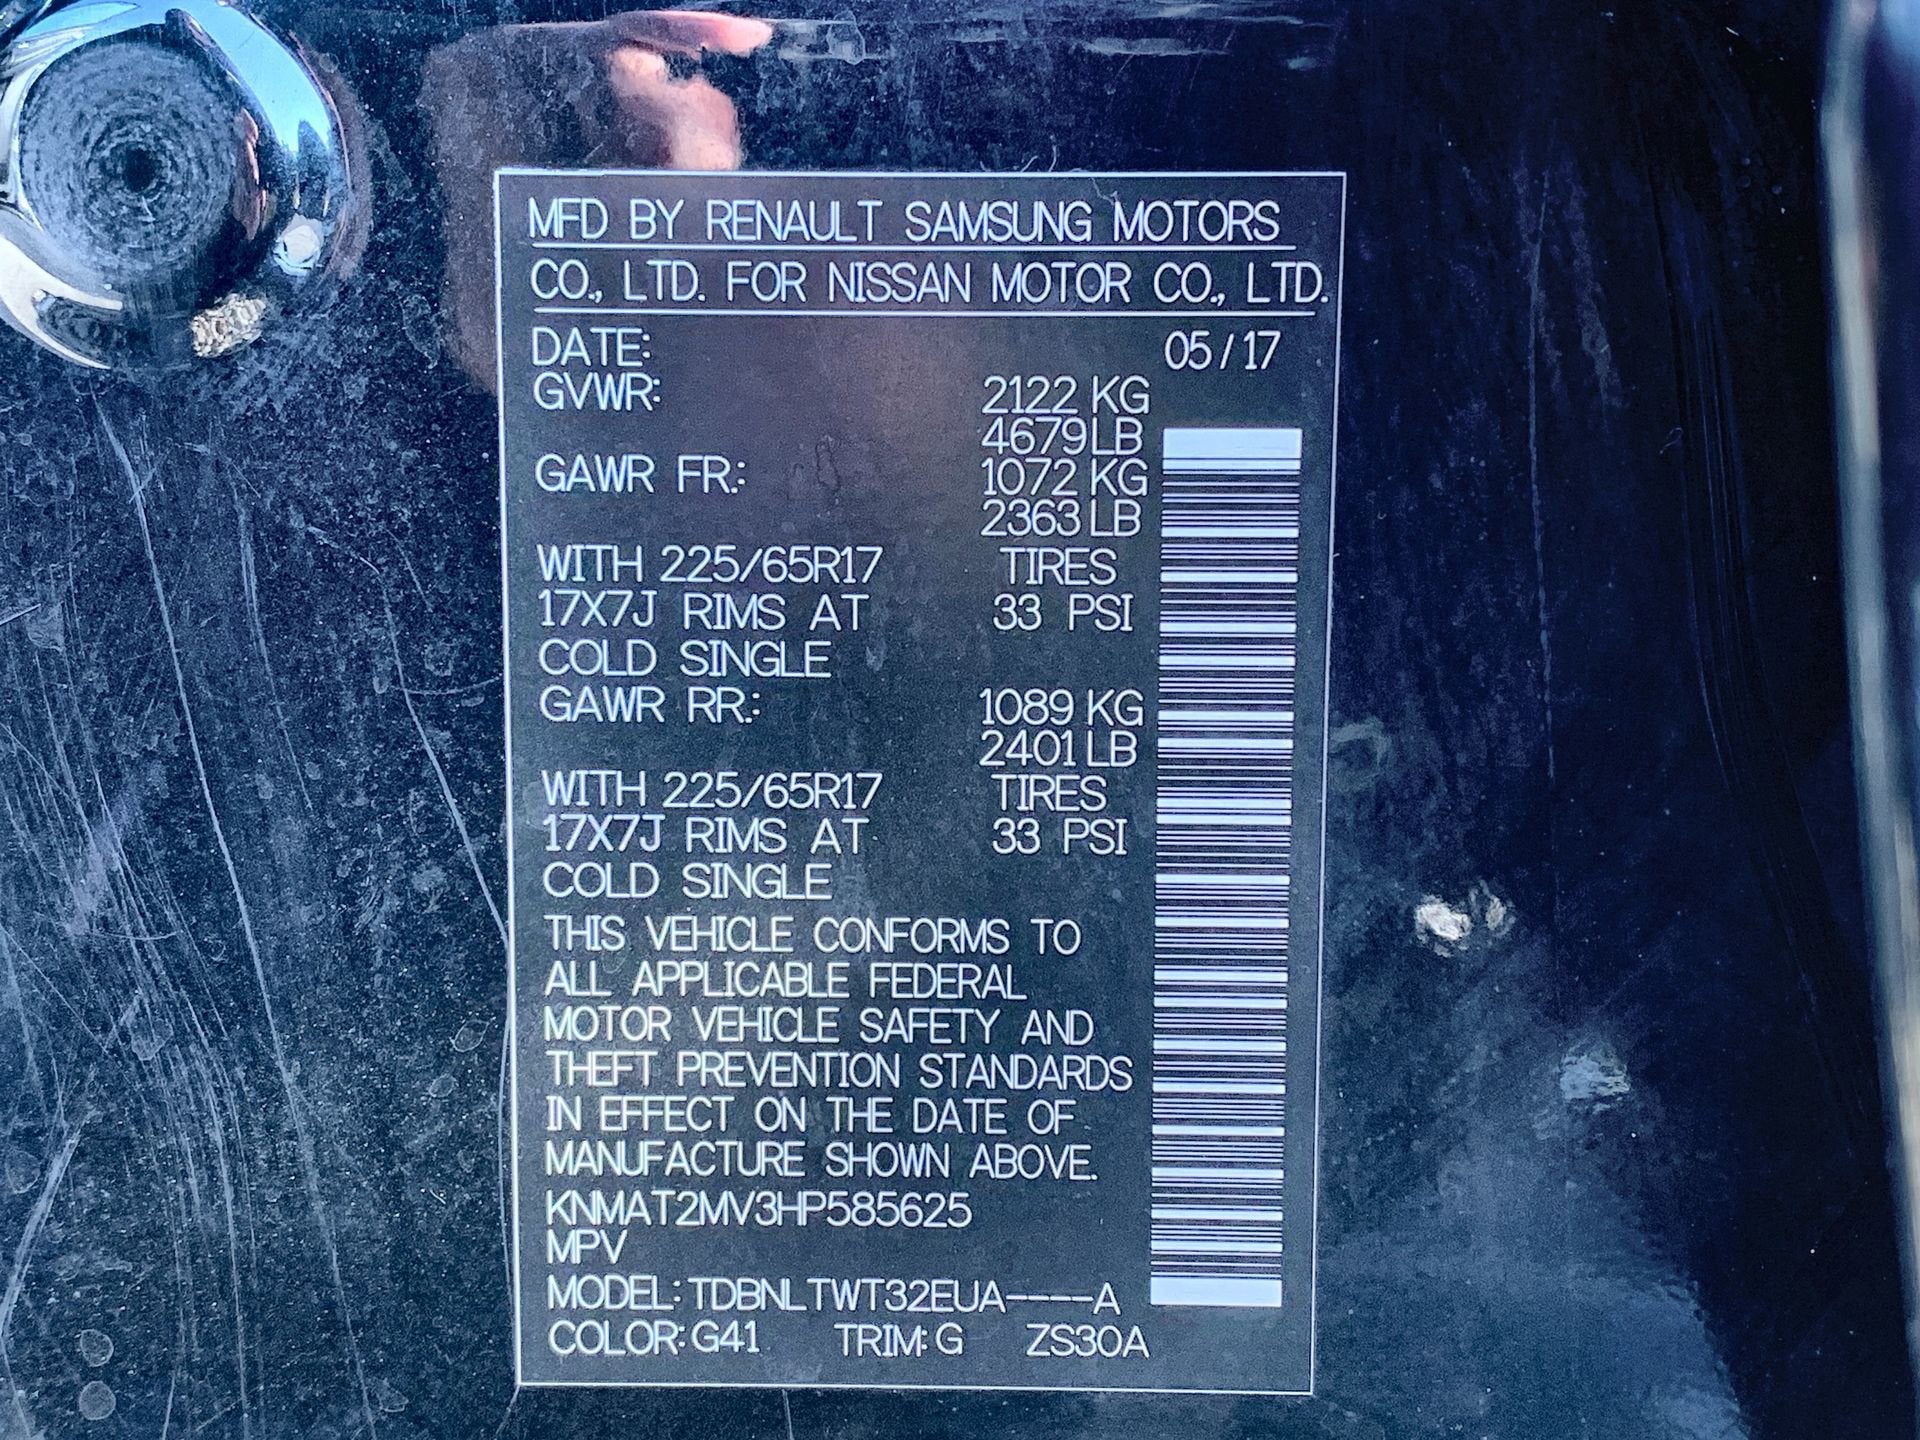 MFD BY RENAULT SAMSUNG MOTORS
CO., LTD. FOR NISSAN MOTOR CO., LTD.
DATE: 05/17
GVWR: 2122 KG
4679 LB
GAWR FR.: 1072 KG
2363 LB
WITH 225/65R17 TIRES
17X7J RIMS AT 33 PSI
COLD SINGLE
GAWR RR.: 1089 KG
2401 LB
WITH 225/65R17 TIRES
17X7J RIMS AT 33 PSI
COLD SINGLE
THIS VEHICLE CONFORMS TO
ALL APPLICABLE FEDERAL
MOTOR VEHICLE SAFETY AND
THEFT PREVENTION STANDARDS
IN EFFECT ON THE DATE OF
MANUFACTURE SHOWN ABOVE.
KNMAT2MV3HP585625
MPV
MODEL: TDBNLTWT32EUA----A
COLOR: G41 TRIM: G ZS30A